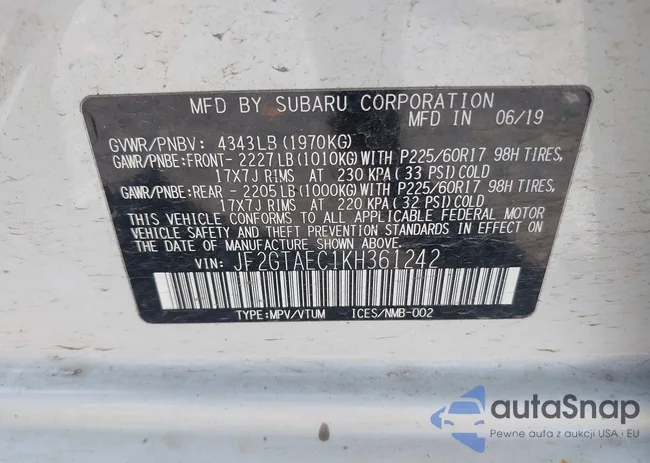 MFD BY SUBARU CORPORATION
MFD IN 06/19
GVWR/PNBV: 4343LB(1970KG)
GAWR/PNBE:FRONT-2227LB(1010KG)WITH P225/60R17 98H TIRES,
17X7J RIMS AT 230 KPA(33 PSI)COLD
GAWR/PNBE:REAR -2205LB(1000KG)WITH P225/60R17 98H TIRES,
17X7J RIMS AT 220 KPA(32 PSI)COLD
THIS VEHICLE CONFORMS TO ALL APPLICABLE FEDERAL MOTOR
VEHICLE SAFETY AND THEFT PREVENTION STANDARDS IN EFFECT ON
THE DATE OF MANUFACTURE SHOWN ABOVE.
VIN: JF2GTAEC1KH361242
TYPE:MPV/VTUM ICES/NMB-002
autaSnap
Pewne auta z aukcji USA i EU